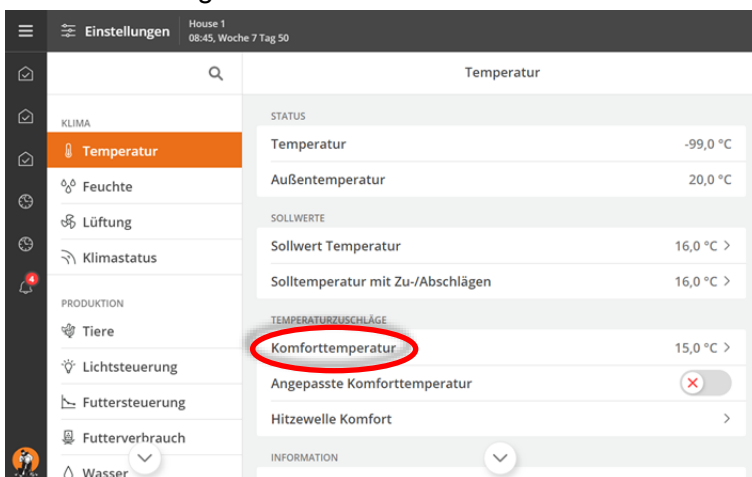 Einstellungen
House 1
08:45, Woche 7 Tag 50
Temperatur
KLIMA
Temperatur
Feuchte
Lüftung
Klimastatus
PRODUKTION
Tiere
Lichtsteuerung
Futtersteuerung
Futterverbrauch
Wasser
4
STATUS
Temperatur -99,0 °C
Außentemperatur 20,0 °C
SOLLWERTE
Sollwert Temperatur 16,0 °C >
Solltemperatur mit Zu-/Abschlägen 16,0 °C >
TEMPERATURZUSCHLÄGE
Komforttemperatur 15,0 °C >
Angepasste Komforttemperatur
Hitzewelle Komfort >
INFORMATION